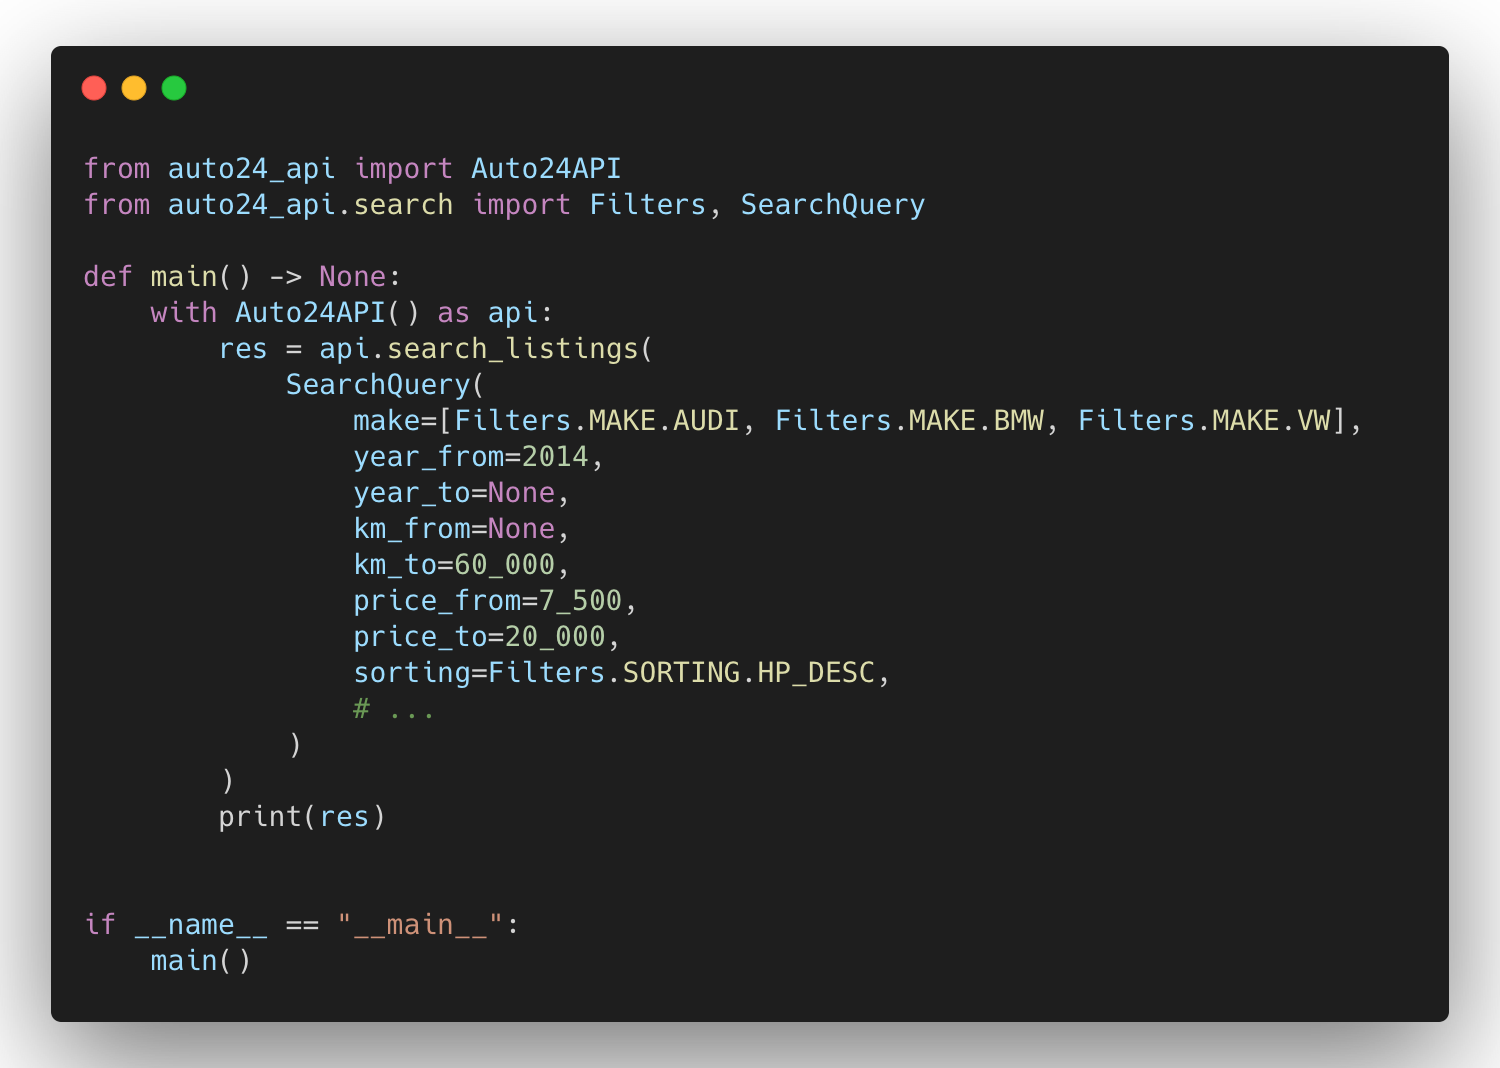 from auto24_api import Auto24API
from auto24_api.search import Filters, SearchQuery

def main() -> None:
    with Auto24API() as api:
        res = api.search_listings(
            SearchQuery(
                make=[Filters.MAKE.AUDI, Filters.MAKE.BMW, Filters.MAKE.VW],
                year_from=2014,
                year_to=None,
                km_from=None,
                km_to=60_000,
                price_from=7_500,
                price_to=20_000,
                sorting=Filters.SORTING.HP_DESC,
                # ...
            )
        )
        print(res)


if __name__ == "__main__":
    main()